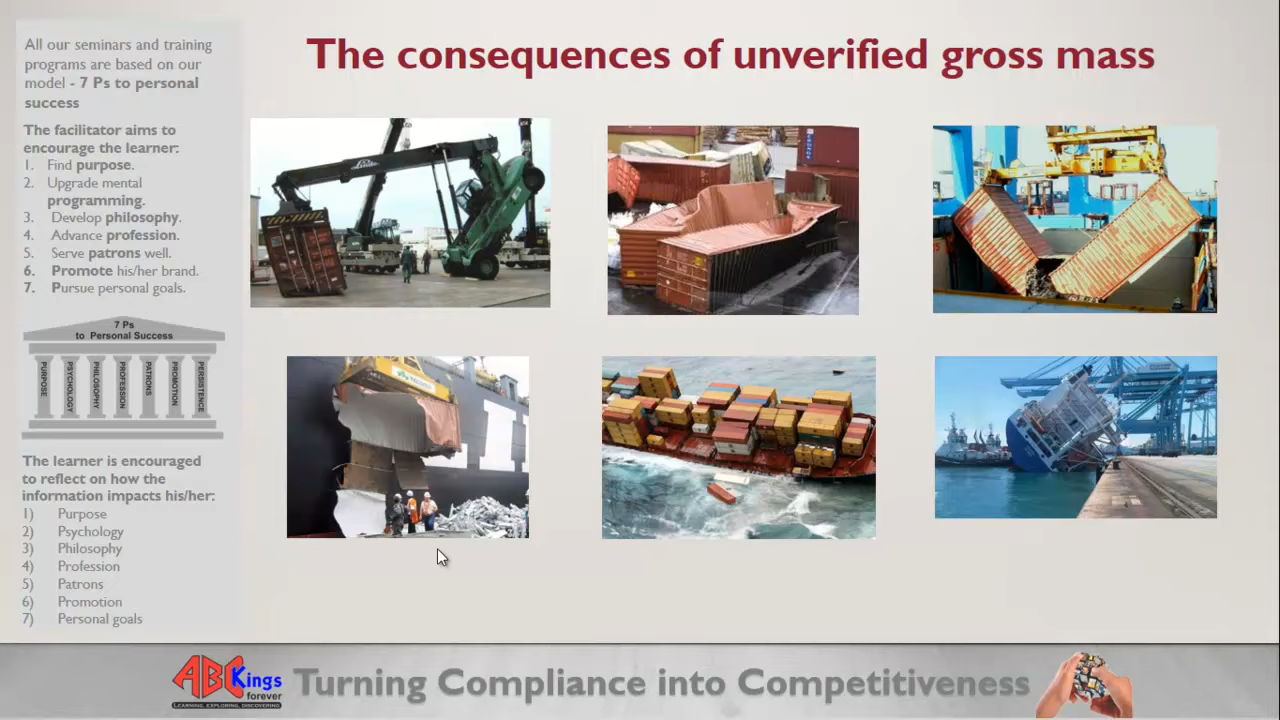 The consequences of unverified gross mass
All our seminars and training
programs are based on our
model - 7 Ps to personal
success
The facilitator aims to
encourage the learner:
1. Find purpose.
2. Upgrade mental
programming.
3. Develop philosophy.
4. Advance profession.
5. Serve patrons well.
6. Promote his/her brand.
7. Pursue personal goals.
7 Ps
to Personal Success
PURPOSE
PSYCHOLOGY
PHILOSOPHY
PROFESSION
PATRONS
PROMOTION
PERSISTENCE
The learner is encouraged
to reflect on how the
information impacts his/her:
1) Purpose
2) Psychology
3) Philosophy
4) Profession
5) Patrons
6) Promotion
7) Personal goals
ABC Kings
forever
LEARNING, EXPLORING, DISCOVERING
Turning Compliance into Competitiveness